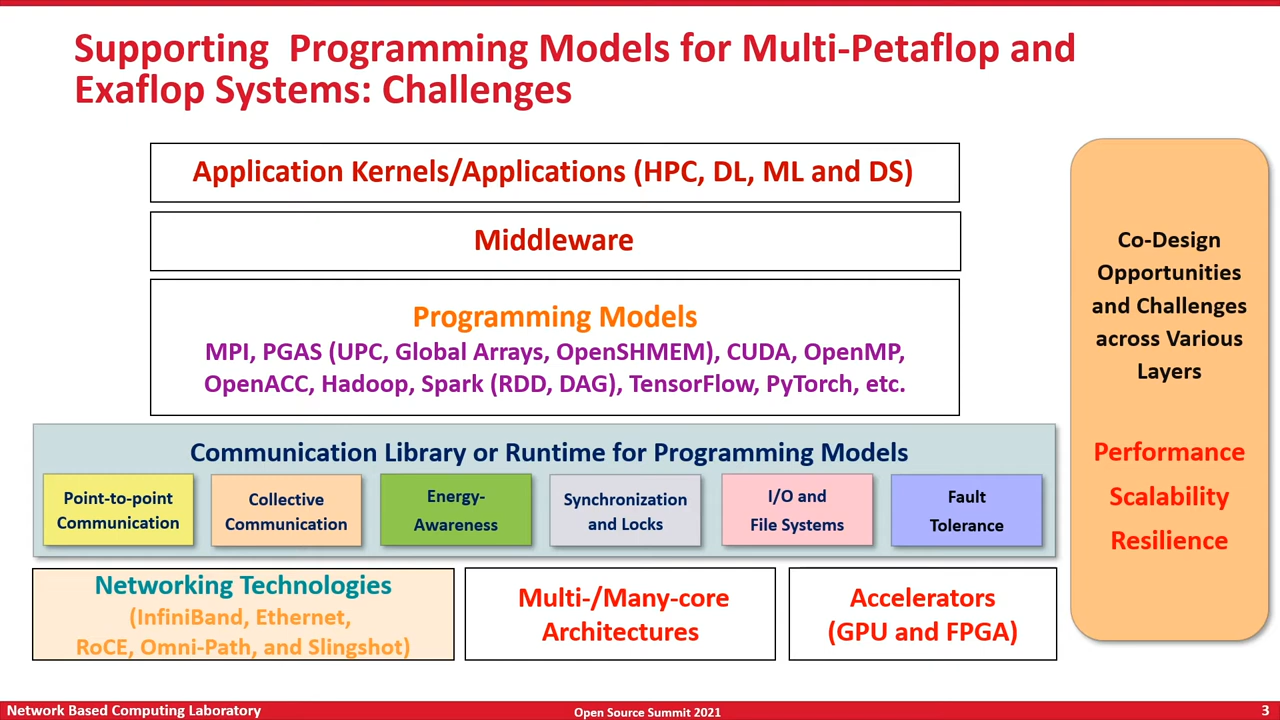 Supporting  Programming Models for Multi-Petaflop and
Exaflop Systems: Challenges
Application Kernels/Applications (HPC, DL, ML and DS)
Middleware
Programming Models
MPI, PGAS (UPC, Global Arrays, OpenSHMEM), CUDA, OpenMP,
OpenACC, Hadoop, Spark (RDD, DAG), TensorFlow, PyTorch, etc.
Communication Library or Runtime for Programming Models
Point-to-point
Communication
Collective
Communication
Energy-
Awareness
Synchronization
and Locks
I/O and
File Systems
Fault
Tolerance
Networking Technologies
(InfiniBand, Ethernet,
RoCE, Omni-Path, and Slingshot)
Multi-/Many-core
Architectures
Accelerators
(GPU and FPGA)
Co-Design
Opportunities
and Challenges
across Various
Layers
Performance
Scalability
Resilience
Network Based Computing Laboratory
Open Source Summit 2021
3